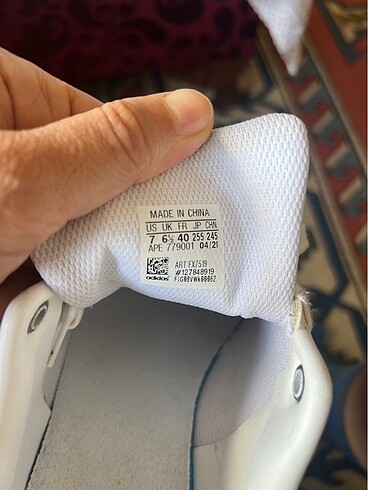 MADE IN CHINA
US UK FR JP CHN
7 6½ 40 255 245
APE 779001 04/21
ART FX7519
#127848919
adidas